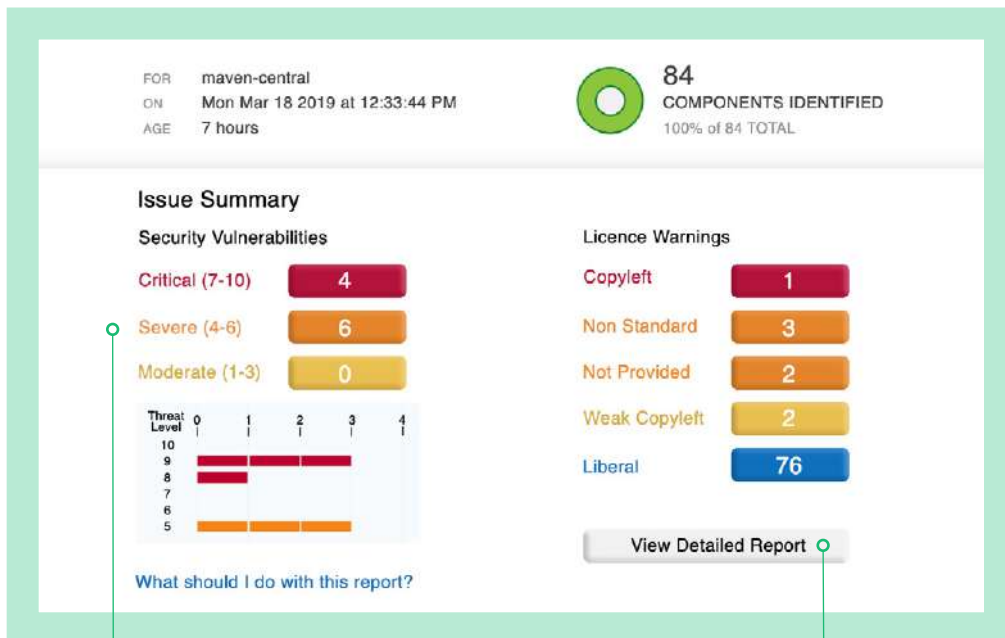 FOR maven-central
ON Mon Mar 18 2019 at 12:33:44 PM
AGE 7 hours
84
COMPONENTS IDENTIFIED
100% of 84 TOTAL
Issue Summary
Security Vulnerabilities
Critical (7-10) 4
Severe (4-6) 6
Moderate (1-3) 0
Threat Level 0 1 2 3 4
10
9
8
7
6
5
What should I do with this report?
Licence Warnings
Copyleft 1
Non Standard 3
Not Provided 2
Weak Copyleft 2
Liberal 76
View Detailed Report